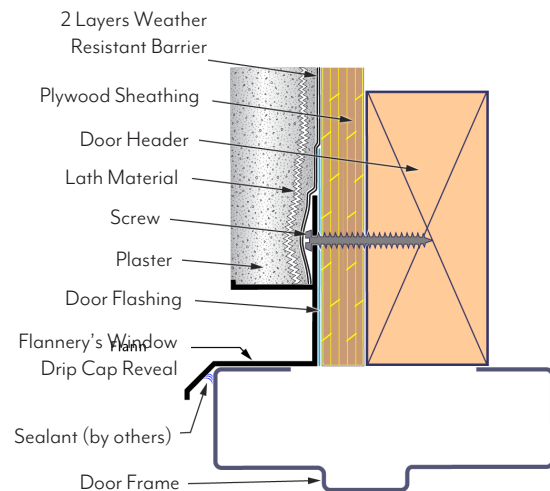 2 Layers Weather
Resistant Barrier
Plywood Sheathing
Door Header
Lath Material
Screw
Plaster
Door Flashing
Flannery's Window
Flann
Drip Cap Reveal
Sealant (by others)
Door Frame